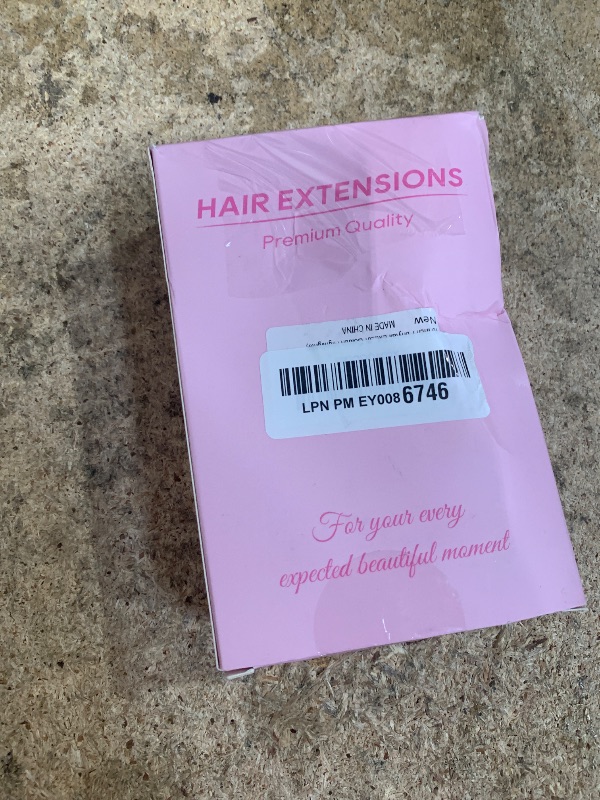 HAIR EXTENSIONS
Premium Quality
New
MADE IN CHINA
LPN PM EY0086746
For your every
expected beautiful moment